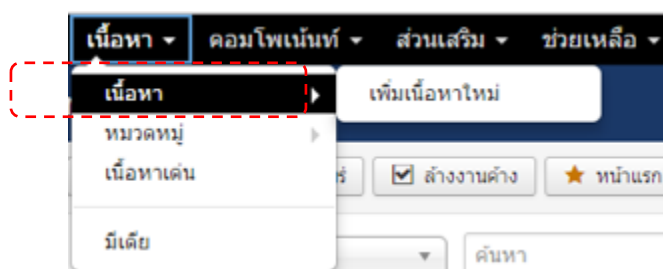 เนื้อหา คอมโพเน้นท์ ส่วนเสริม ช่วยเหลือ
เนื้อหา เพิ่มเนื้อหาใหม่
หมวดหมู่
เนื้อหาเด่น ล้างงานค้าง หน้าแรก
มีเดีย ค้นหา